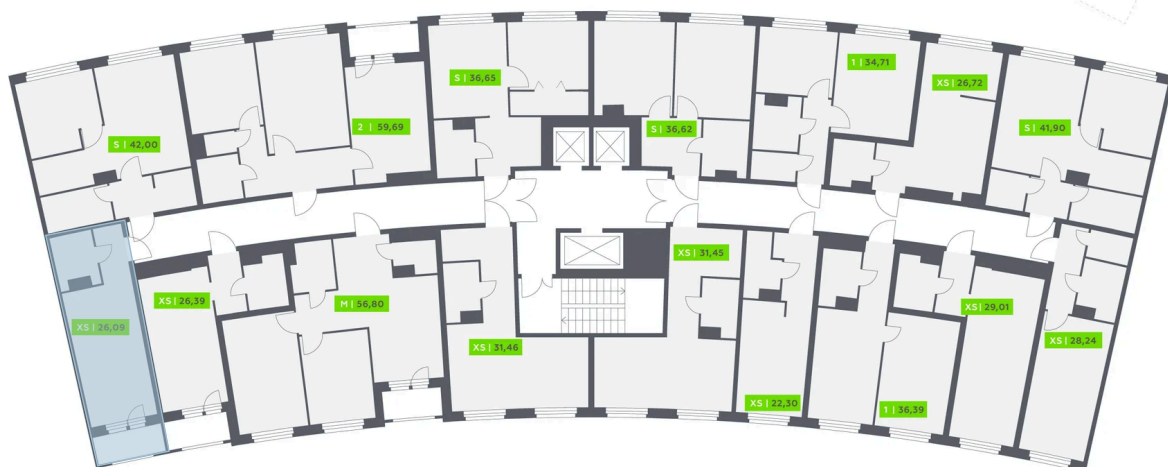 S | 36,65
1 | 34,71
XS | 26,72
2 | 59,69
S | 36,62
S | 41,90
S | 42,00
XS | 31,45
XS | 26,39
M | 56,80
XS | 29,01
XS | 26,09
XS | 31,46
XS | 28,24
XS | 22,30
1 | 36,39